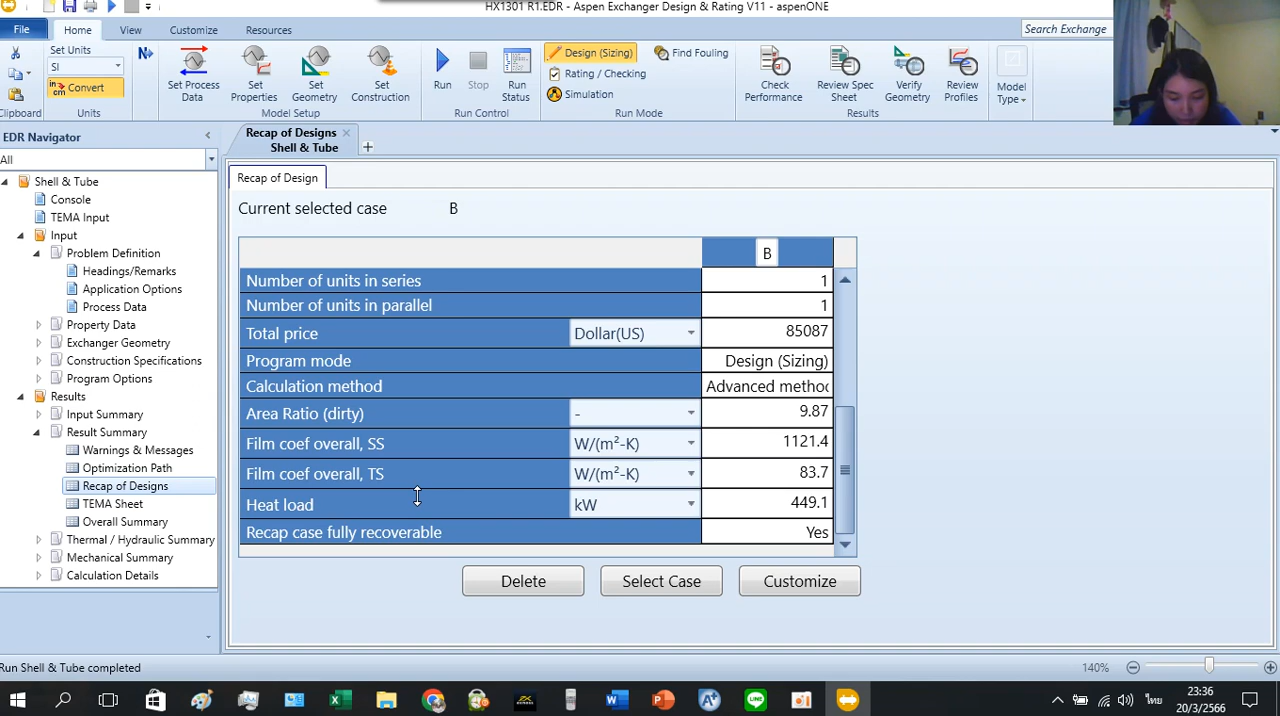 HX1301 R1.EDR - Aspen Exchanger Design & Rating V11 - aspenONE
File
Home
View
Customize
Resources
Search Exchange
Set Units
SI
Convert
Set Process
Data
Set
Properties
Set
Geometry
Set
Construction
Run
Stop
Run
Status
Design (Sizing)
Rating / Checking
Simulation
Find Fouling
Check
Performance
Review Spec
Sheet
Verify
Geometry
Review
Profiles
Model
Type
Clipboard
Units
Model Setup
Run Control
Run Mode
Results
EDR Navigator
All
Shell & Tube
Console
TEMA Input
Input
Problem Definition
Headings/Remarks
Application Options
Process Data
Property Data
Exchanger Geometry
Construction Specifications
Program Options
Results
Input Summary
Result Summary
Warnings & Messages
Optimization Path
Recap of Designs
TEMA Sheet
Overall Summary
Thermal / Hydraulic Summary
Mechanical Summary
Calculation Details
Recap of Designs
Shell & Tube
Recap of Design
Current selected case B
B
Number of units in series 1
Number of units in parallel 1
Total price Dollar(US) 85087
Program mode Design (Sizing)
Calculation method Advanced method
Area Ratio (dirty) - 9.87
Film coef overall, SS W/(m²-K) 1121.4
Film coef overall, TS W/(m²-K) 83.7
Heat load kW 449.1
Recap case fully recoverable Yes
Delete
Select Case
Customize
Run Shell & Tube completed
140%
ไทย
23:36
20/3/2566